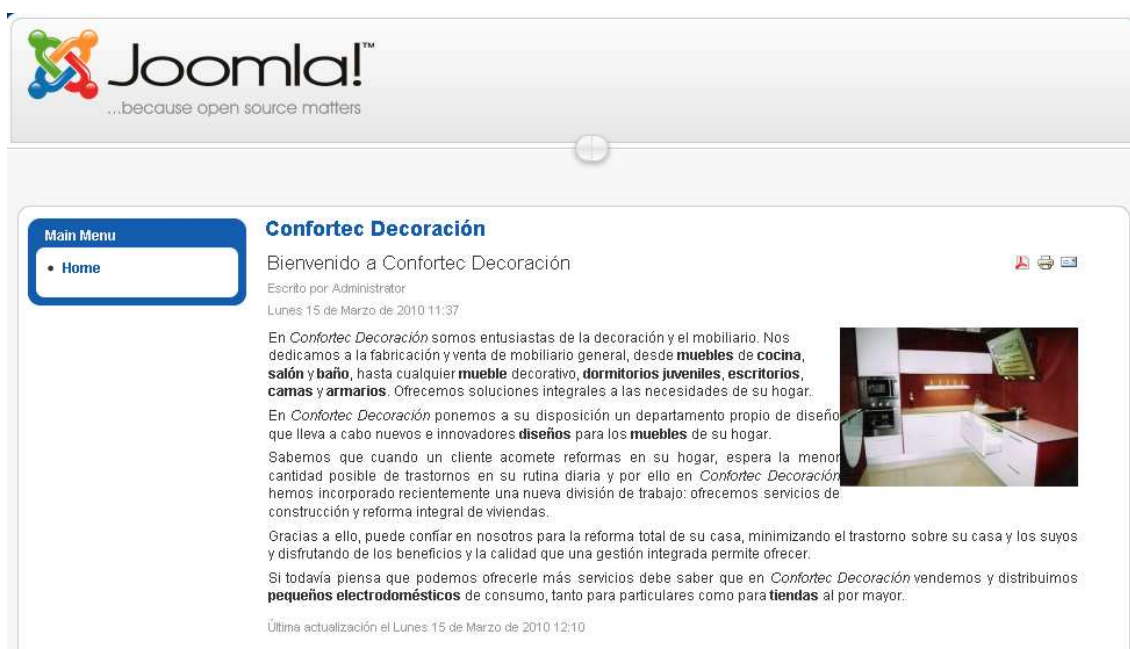 Joomla!™
...because open source matters
Main Menu
Home
Confortec Decoración
Bienvenido a Confortec Decoración
Escrito por Administrator
Lunes 15 de Marzo de 2010 11:37
En Confortec Decoración somos entusiastas de la decoración y el mobiliario. Nos
dedicamos a la fabricación y venta de mobiliario general, desde muebles de cocina,
salón y baño, hasta cualquier mueble decorativo, dormitorios juveniles, escritorios,
camas y armarios. Ofrecemos soluciones integrales a las necesidades de su hogar.
En Confortec Decoración ponemos a su disposición un departamento propio de diseño
que lleva a cabo nuevos e innovadores diseños para los muebles de su hogar.
Sabemos que cuando un cliente acomete reformas en su hogar, espera la menor
cantidad posible de trastornos en su rutina diaria y por ello en Confortec Decoración
hemos incorporado recientemente una nueva división de trabajo: ofrecemos servicios de
construcción y reforma integral de viviendas.
Gracias a ello, puede confíar en nosotros para la reforma total de su casa, minimizando el trastorno sobre su casa y los suyos
y disfrutando de los beneficios y la calidad que una gestión integrada permite ofrecer.
Si todavía piensa que podemos ofrecerle más servicios debe saber que en Confortec Decoración vendemos y distribuimos
pequeños electrodomésticos de consumo, tanto para particulares como para tiendas al por mayor.
Última actualización el Lunes 15 de Marzo de 2010 12:10